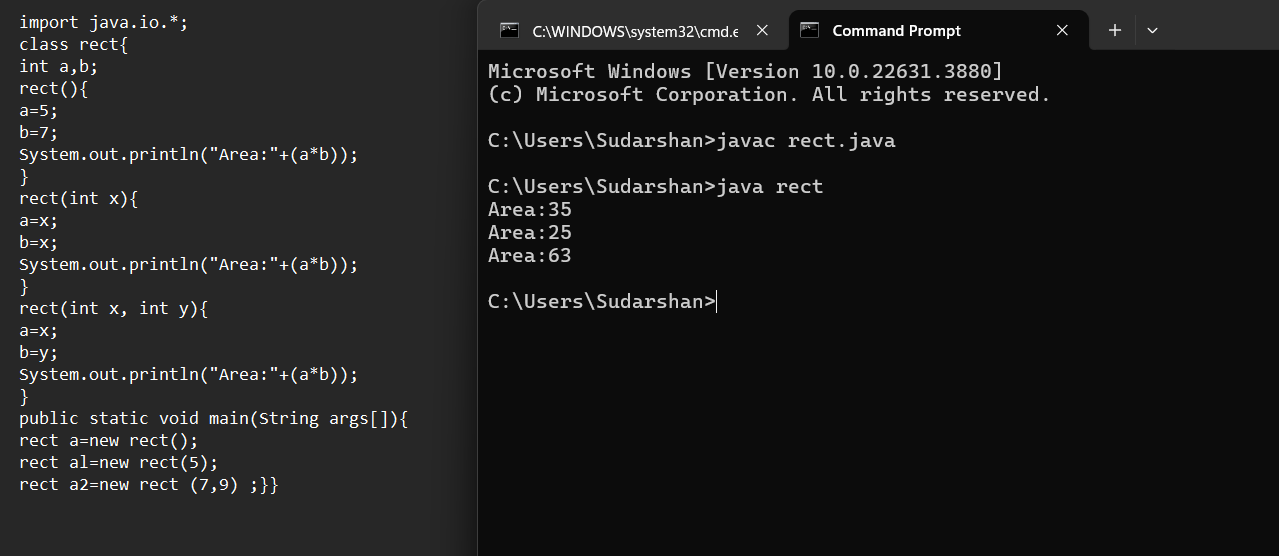 import java.io.*;
class rect{
int a,b;
rect(){
a=5;
b=7;
System.out.println("Area:"+(a*b));
}
rect(int x){
a=x;
b=x;
System.out.println("Area:"+(a*b));
}
rect(int x, int y){
a=x;
b=y;
System.out.println("Area:"+(a*b));
}
public static void main(String args[]){
rect a=new rect();
rect al=new rect(5);
rect a2=new rect (7,9) ;}}
C:\WINDOWS\system32\cmd.e
Command Prompt
Microsoft Windows [Version 10.0.22631.3880]
(c) Microsoft Corporation. All rights reserved.
C:\Users\Sudarshan>javac rect.java
C:\Users\Sudarshan>java rect
Area:35
Area:25
Area:63
C:\Users\Sudarshan>